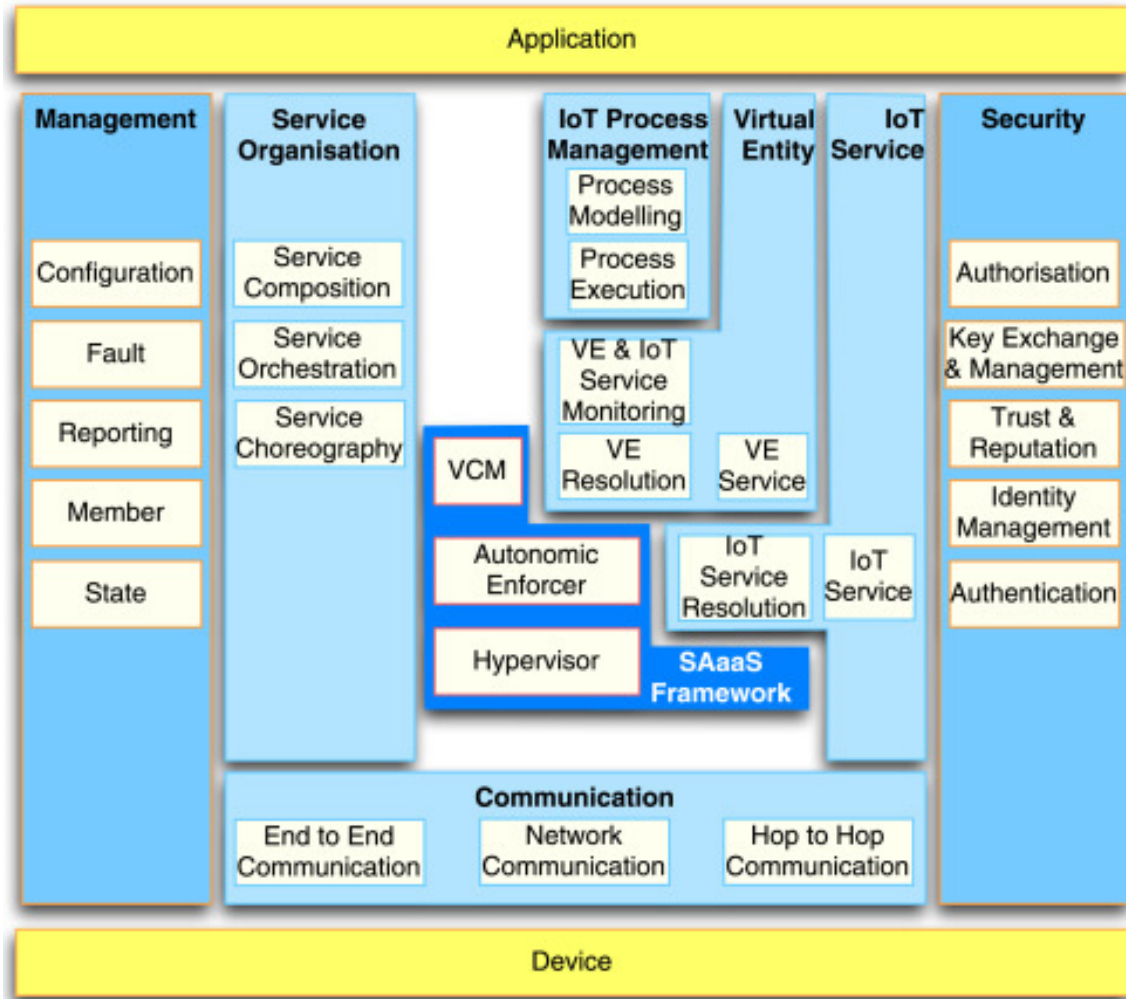 Application
Management
Configuration
Fault
Reporting
Member
State
Service
Organisation
Service
Composition
Service
Orchestration
Service
Choreography
VCM
Autonomic
Enforcer
Hypervisor
SAaaS
Framework
IoT Process
Management
Process
Modelling
Process
Execution
Virtual
Entity
VE & IoT
Service
Monitoring
VE
Resolution
VE
Service
IoT
Service
IoT
Service
Resolution
IoT
Service
Security
Authorisation
Key Exchange
& Management
Trust &
Reputation
Identity
Management
Authentication
Communication
End to End
Communication
Network
Communication
Hop to Hop
Communication
Device